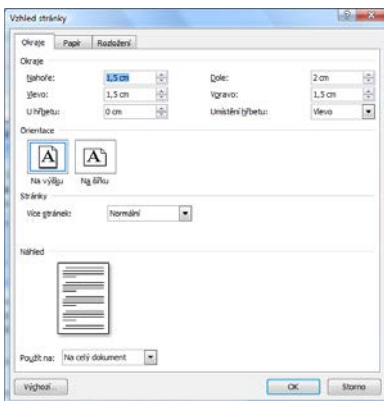 Vzhled stránky
Okraje Papír Rozložení
Okraje
Nahoře: 1,5 cm Dole: 2 cm
Vlevo: 1,5 cm Vpravo: 1,5 cm
U hřbetu: 0 cm Umístění hřbetu: Vlevo
Orientace
A A
Na výšku Na šířku
Stránky
Více stránek: Normální
Náhled
Použít na: Na celý dokument
Výchozí... OK Storno